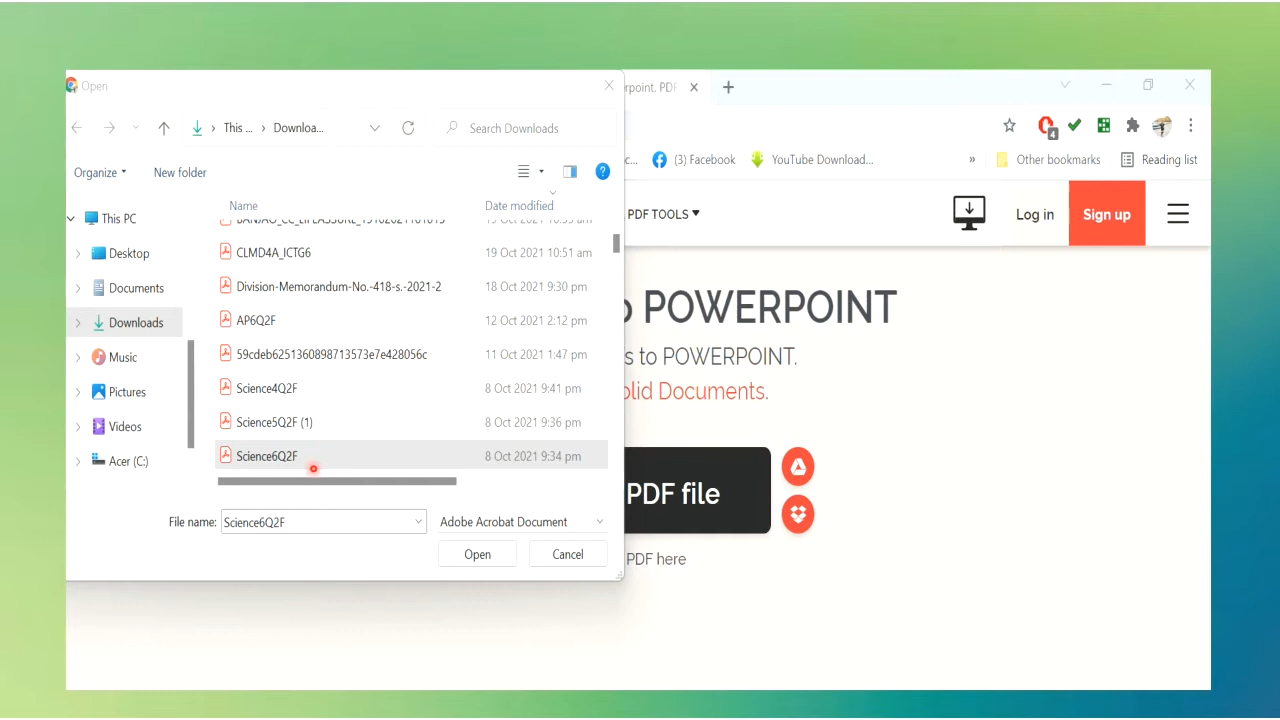 Open
rpoint. PDF
This ...
Downloa...
Search Downloads
4
Organize
New folder
?
c...
(3) Facebook
YouTube Download...
»
Other bookmarks
Reading list
Name
Date modified
This PC
Desktop
Documents
Downloads
Music
Pictures
Videos
Acer (C:)
CLMD4A_ICTG6
19 Oct 2021 10:51 am
Division-Memorandum-No.-418-s.-2021-2
18 Oct 2021 9:30 pm
AP6Q2F
12 Oct 2021 2:12 pm
59cdeb6251360898713573e7e428056c
11 Oct 2021 1:47 pm
Science4Q2F
8 Oct 2021 9:41 pm
Science5Q2F (1)
8 Oct 2021 9:36 pm
Science6Q2F
8 Oct 2021 9:34 pm
File name:
Science6Q2F
Adobe Acrobat Document
Open
Cancel
PDF TOOLS
Log in
Sign up
POWERPOINT
s to POWERPOINT.
olid Documents.
PDF file
PDF here